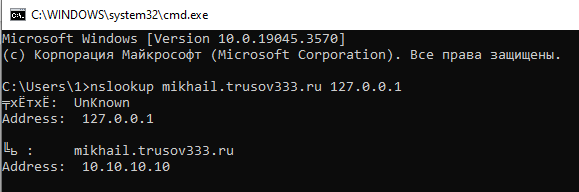 C:\WINDOWS\system32\cmd.exe
Microsoft Windows [Version 10.0.19045.3570]
(c) Корпорация Майкрософт (Microsoft Corporation). Все права защищены.
C:\Users\1>nslookup mikhail.trusov333.ru 127.0.0.1
╤хЁтхЁ:  UnKnown
Address:  127.0.0.1
╚ь :     mikhail.trusov333.ru
Address:  10.10.10.10